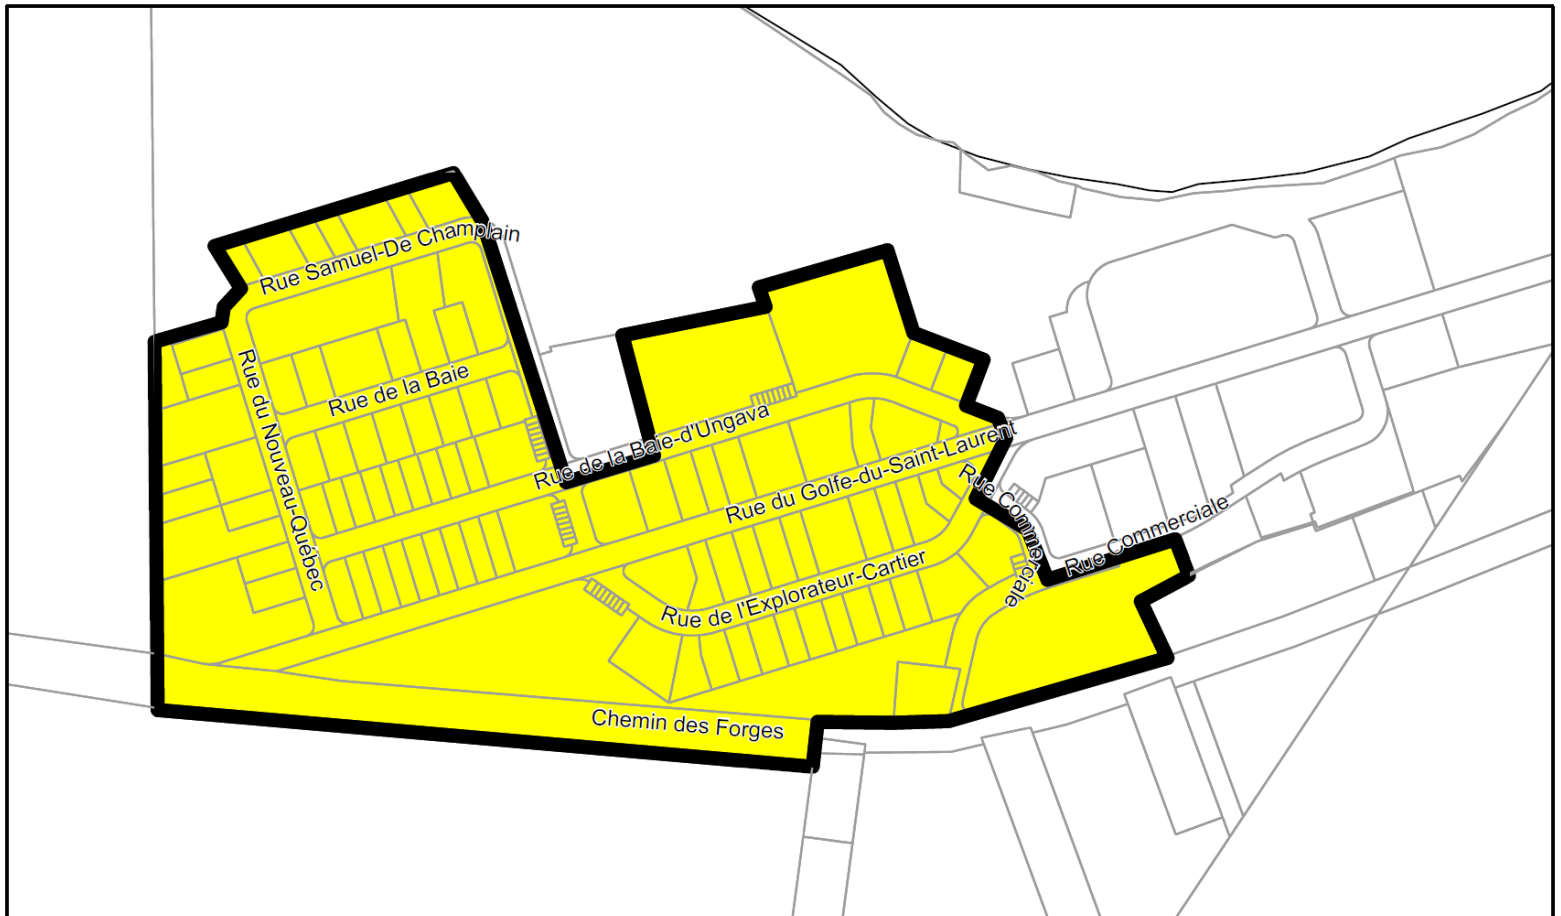 Rue Samuel-De Champlain
Rue du Nouveau-Québec
Rue de la Baie
Rue de la Baie-d'Ungava
Rue du Golfe-du-Saint-Laurent
Rue Commerciale
Rue Commerciale
Rue de l'Explorateur-Cartier
Chemin des Forges